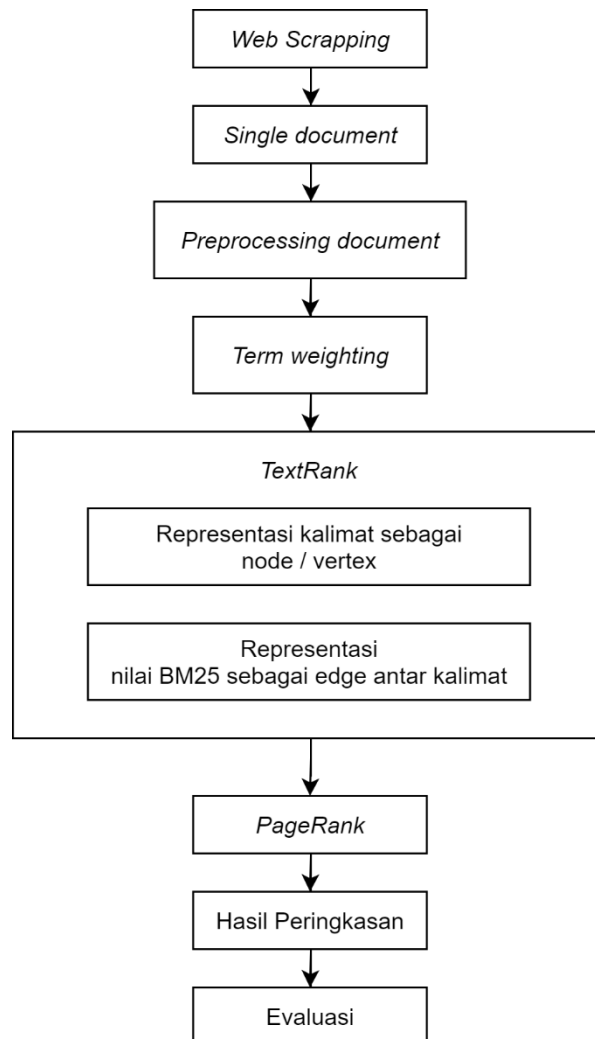 Web Scrapping
Single document
Preprocessing document
Term weighting
TextRank
Representasi kalimat sebagai
node / vertex
Representasi
nilai BM25 sebagai edge antar kalimat
PageRank
Hasil Peringkasan
Evaluasi